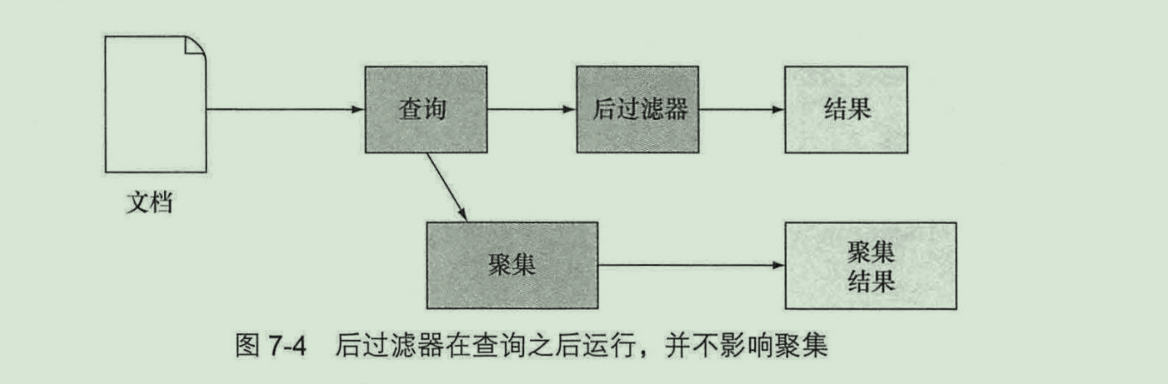 查询
后过滤器
结果
文档
聚集
聚集
结果
图 7-4 后过滤器在查询之后运行，并不影响聚集